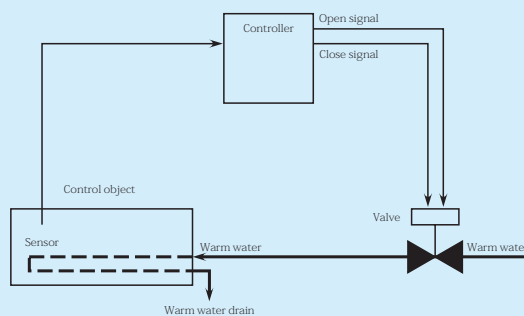 Open signal
Controller
Close signal
Control object
Valve
Sensor
Warm water
Warm wate
Warm water drain